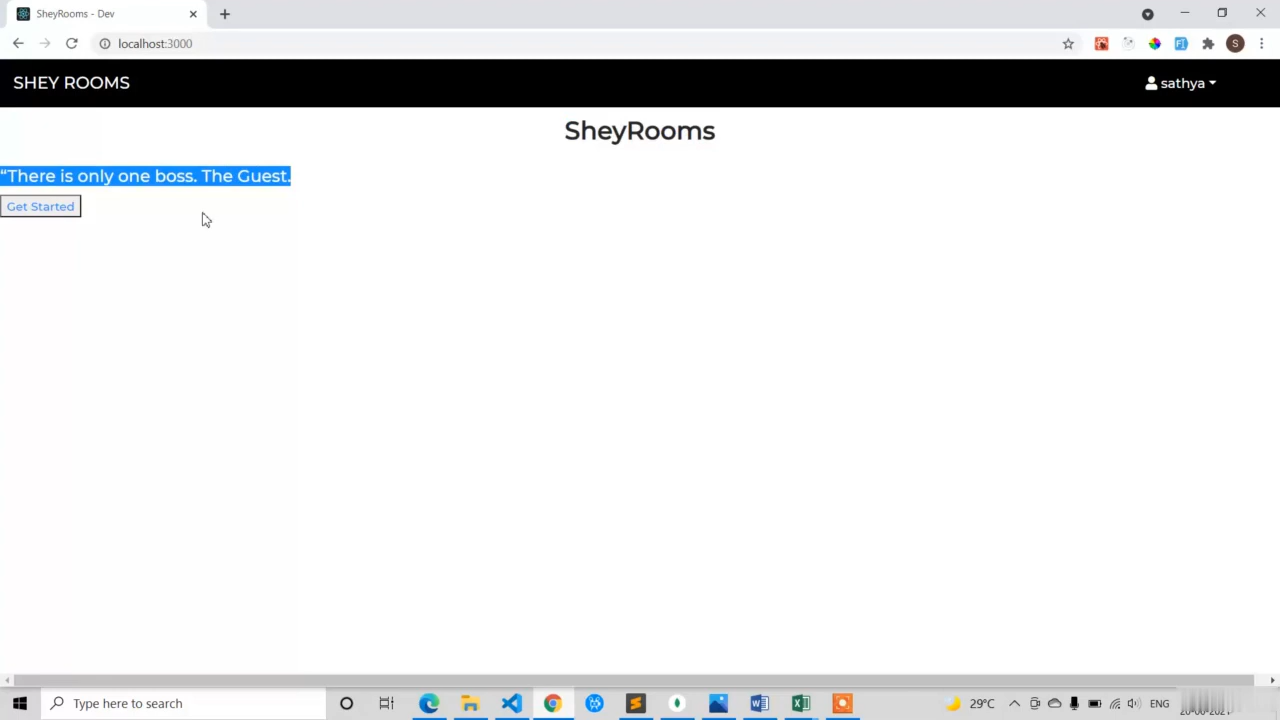 SheyRooms - Dev
localhost:3000
S
SHEY ROOMS
sathya
SheyRooms
“There is only one boss. The Guest.
Get Started
Type here to search
29°C
ENG